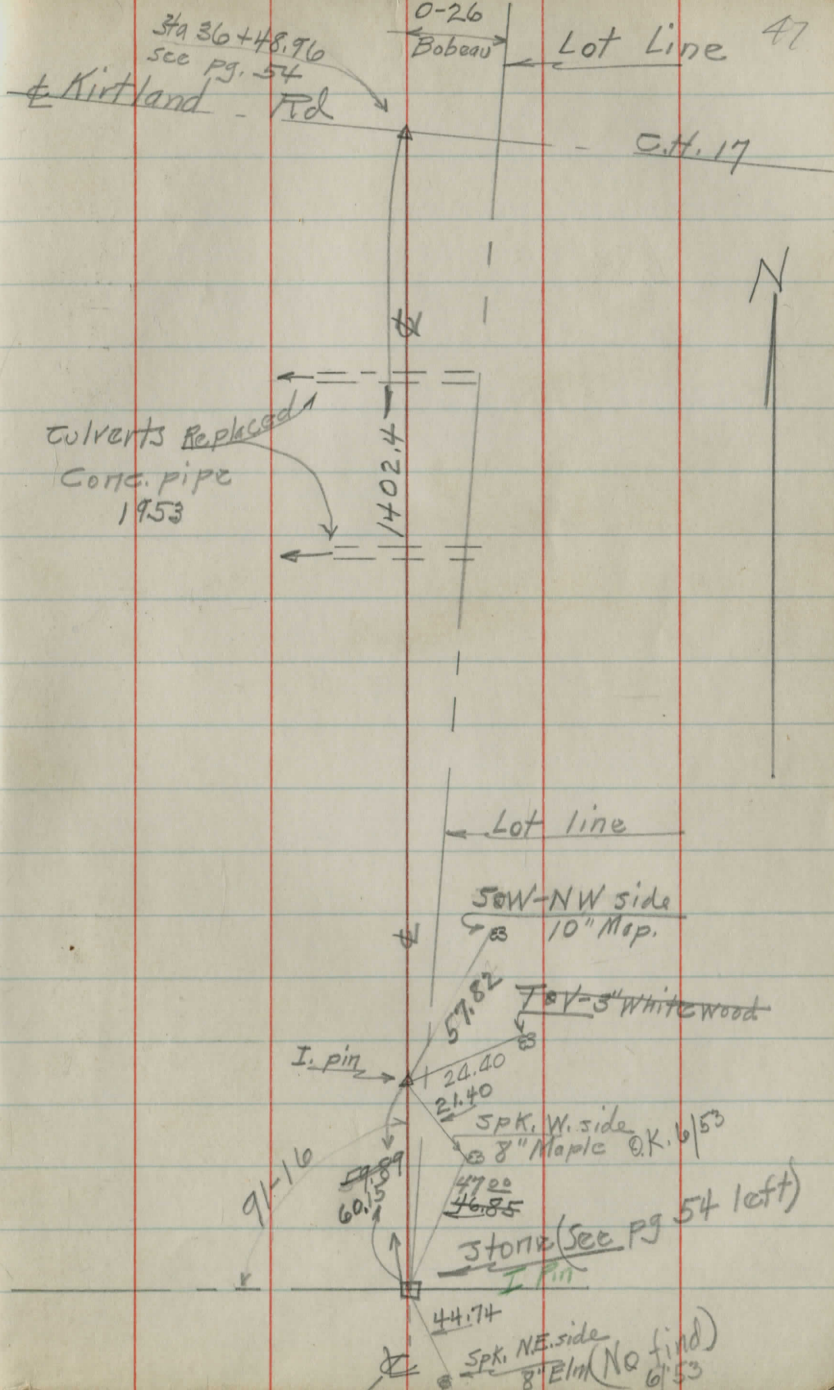 47
0-26
Bobeau
Lot Line
Sta 36+48.96
see pg. 54
℄ Kirtland Rd
C.H. 17
N
℄
Culverts Replaced
Conc. pipe
1953
1402.4
Lot line
℄
NW side
10" Map.
57.82
3" Whitewood
I. pin
24.40
21.40
Spk. W. side
8" Maple O.K. 6/53
91-16
59.89
60.15
47.00
46.85
Stone (See pg 54 left)
I Pin
44.74
Spk. N.E. side
8" Elm (No find)
6/53
℄